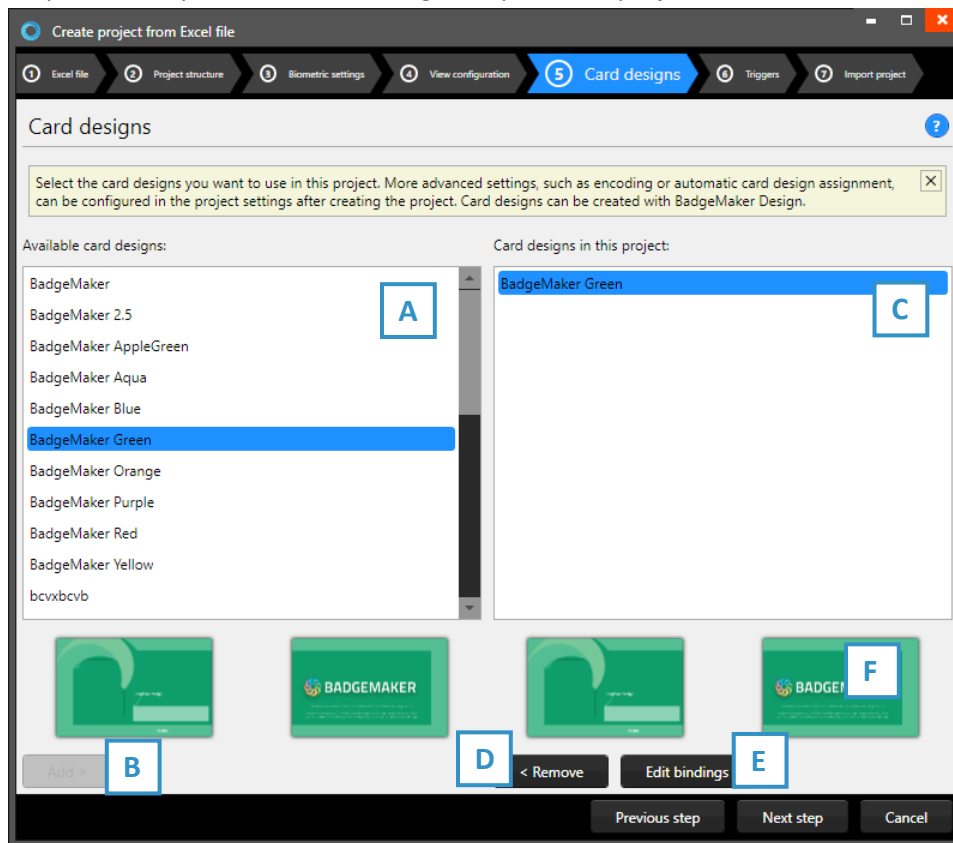 Create project from Excel file
1 Excel file 2 Project structure 3 Biometric settings 4 View configuration 5 Card designs 6 Triggers 7 Import project
Card designs ?
Select the card designs you want to use in this project. More advanced settings, such as encoding or automatic card design assignment,
can be configured in the project settings after creating the project. Card designs can be created with BadgeMaker Design.
Available card designs: Card designs in this project:
BadgeMaker BadgeMaker Green
A C
BadgeMaker 2.5
BadgeMaker AppleGreen
BadgeMaker Aqua
BadgeMaker Blue
BadgeMaker Green
BadgeMaker Orange
BadgeMaker Purple
BadgeMaker Red
BadgeMaker Yellow
bcvxbcvb
BADGEMAKER BADGE F
Add > B D < Remove Edit bindings E
Previous step Next step Cancel